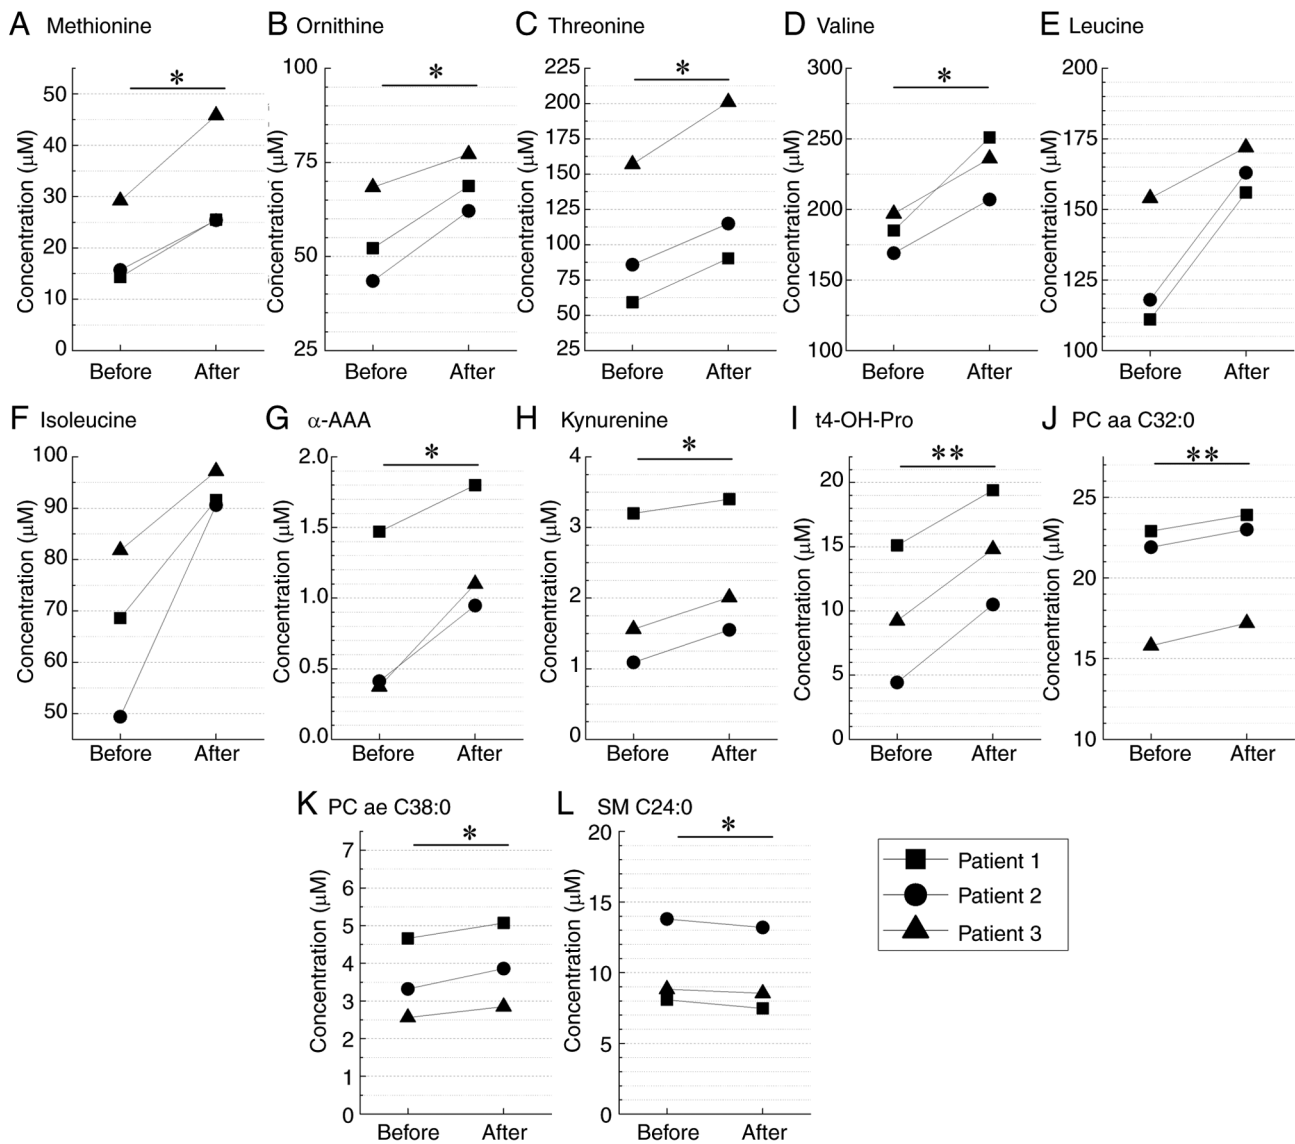 A Methionine
*
Concentration (μM)
50
40
30
20
10
0
Before After
B Ornithine
*
Concentration (μM)
100
75
50
25
Before After
C Threonine
*
Concentration (μM)
225
200
175
150
125
100
75
50
25
Before After
D Valine
*
Concentration (μM)
300
250
200
150
100
Before After
E Leucine
Concentration (μM)
200
175
150
125
100
Before After
F Isoleucine
Concentration (μM)
100
90
80
70
60
50
Before After
G α-AAA
*
Concentration (μM)
2.0
1.5
1.0
0.5
0.0
Before After
H Kynurenine
*
Concentration (μM)
4
3
2
1
0
Before After
I t4-OH-Pro
**
Concentration (μM)
20
15
10
5
0
Before After
J PC aa C32:0
**
Concentration (μM)
25
20
15
10
Before After
K PC ae C38:0
*
Concentration (μM)
7
6
5
4
3
2
1
0
Before After
L SM C24:0
*
Concentration (μM)
20
15
10
5
0
Before After
Patient 1
Patient 2
Patient 3